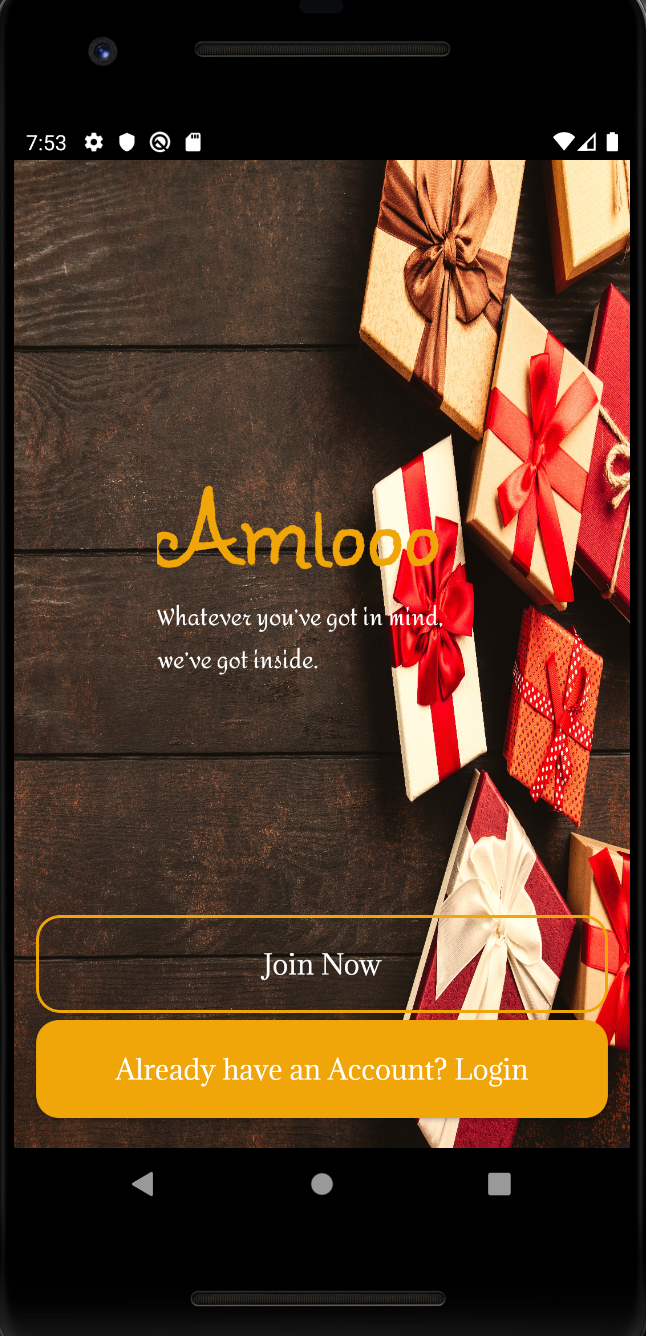 7:53
Amlooo
Whatever you've got in mind,
we've got inside.
Join Now
Already have an Account? Login